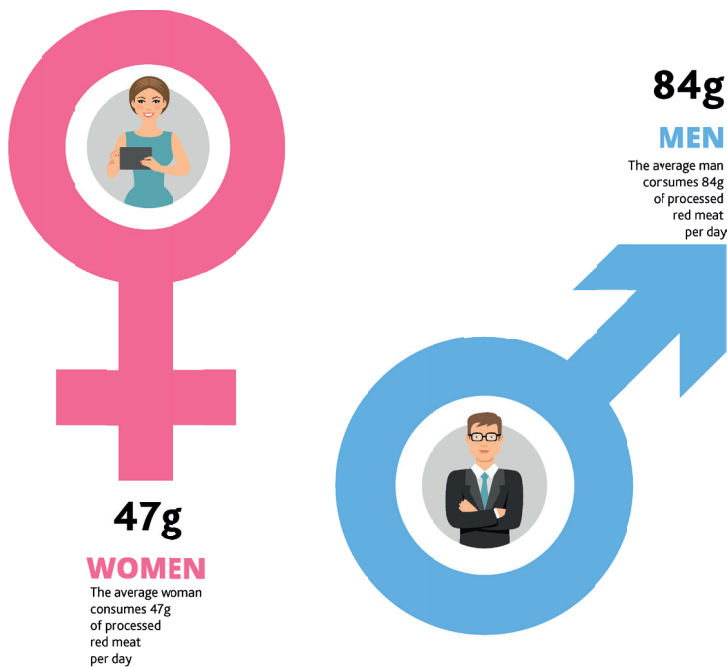 84g
MEN
The average man
consumes 84g
of processed
red meat
per day
47g
WOMEN
The average woman
consumes 47g
of processed
red meat
per day